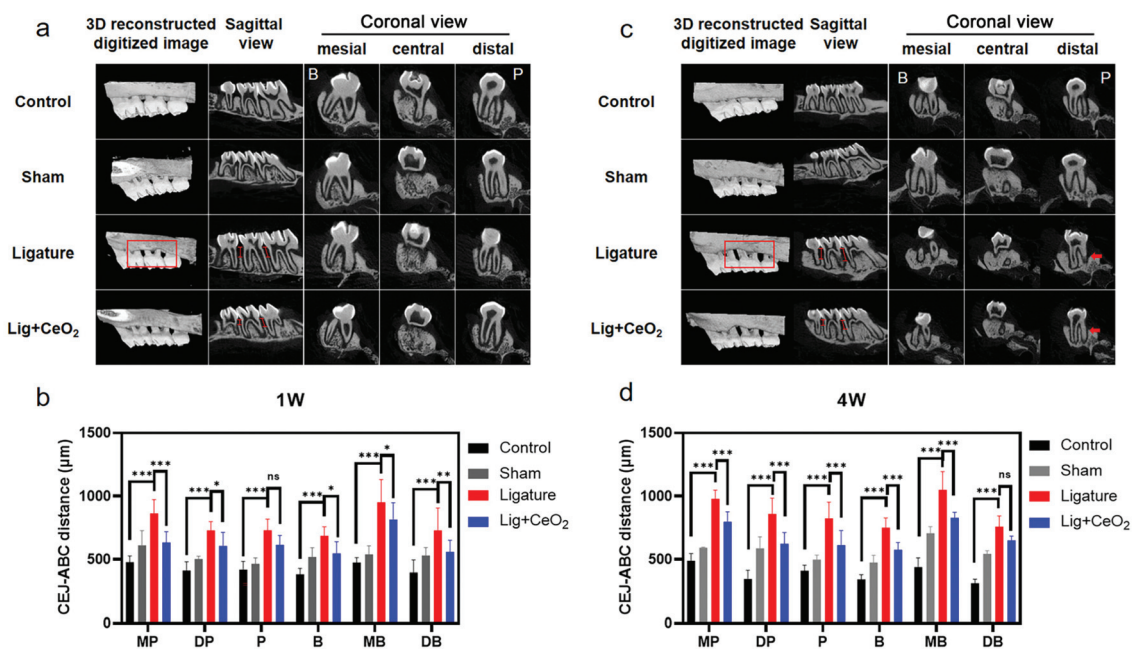 a
3D reconstructed Sagittal Coronal view
digitized image view mesial central distal
B P
Control
Sham
Ligature
Lig+CeO₂
c
3D reconstructed Sagittal Coronal view
digitized image view mesial central distal
B P
Control
Sham
Ligature
Lig+CeO₂
b
1W
CEJ-ABC distance (μm)
1500
1000
500
0
*** ***
*** *
*** ns
*** *
*** *
*** **
MP DP P B MB DB
Control
Sham
Ligature
Lig+CeO₂
d
4W
CEJ-ABC distance (μm)
1500
1000
500
0
*** ***
*** ***
*** ***
*** ***
*** ***
*** ns
MP DP P B MB DB
Control
Sham
Ligature
Lig+CeO₂